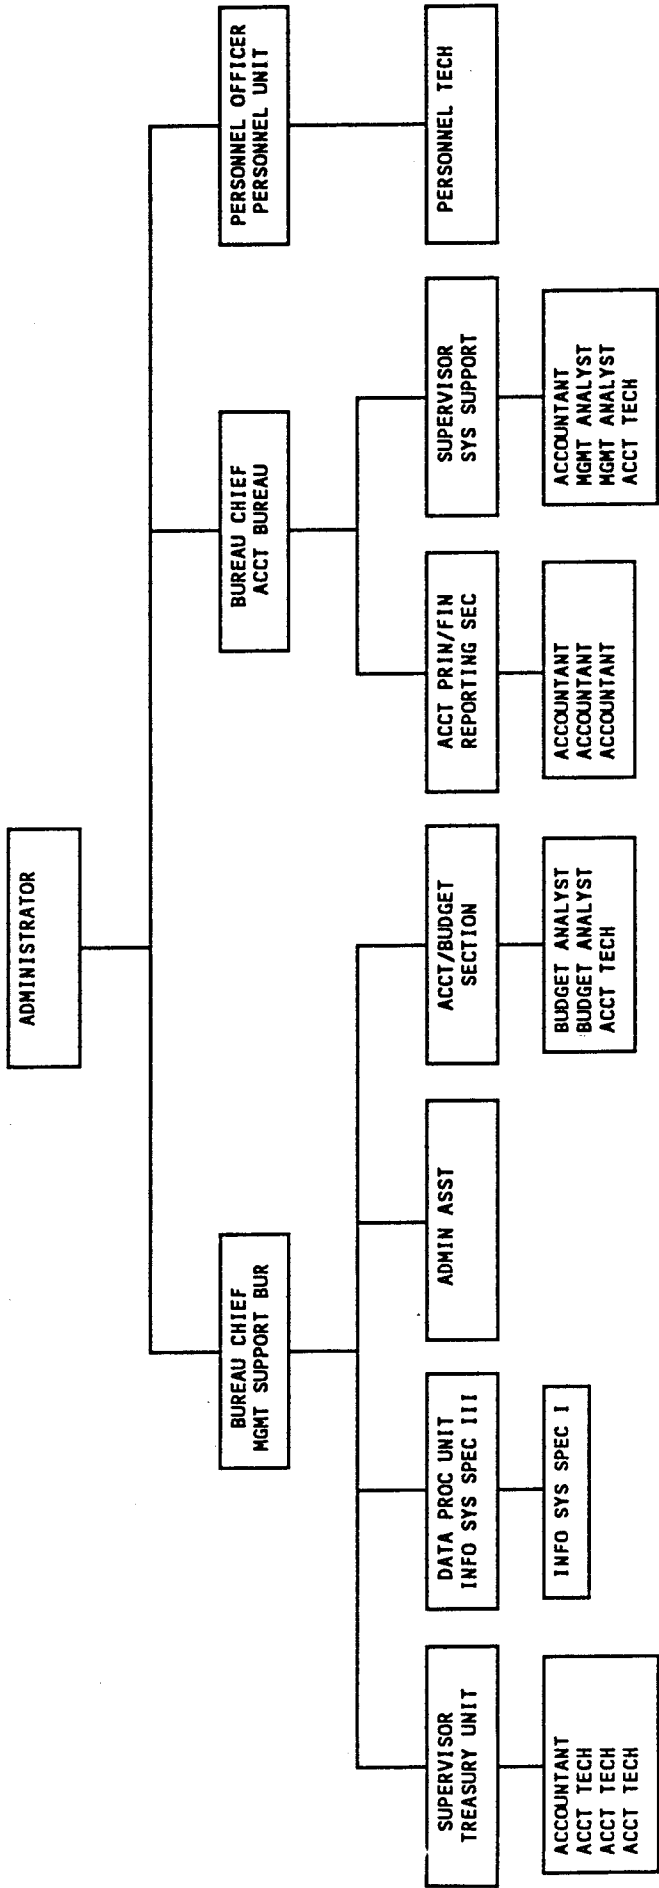 ADMINISTRATOR
BUREAU CHIEF
MGMT SUPPORT BUR
BUREAU CHIEF
ACCT BUREAU
PERSONNEL OFFICER
PERSONNEL UNIT
SUPERVISOR
TREASURY UNIT
DATA PROC UNIT
INFO SYS SPEC III
ADMIN ASST
ACCT/BUDGET
SECTION
ACCT PRIN/FIN
REPORTING SEC
SUPERVISOR
SYS SUPPORT
PERSONNEL TECH
ACCOUNTANT
ACCT TECH
ACCT TECH
ACCT TECH
INFO SYS SPEC I
BUDGET ANALYST
BUDGET ANALYST
ACCT TECH
ACCOUNTANT
ACCOUNTANT
ACCOUNTANT
ACCOUNTANT
MGMT ANALYST
MGMT ANALYST
ACCT TECH